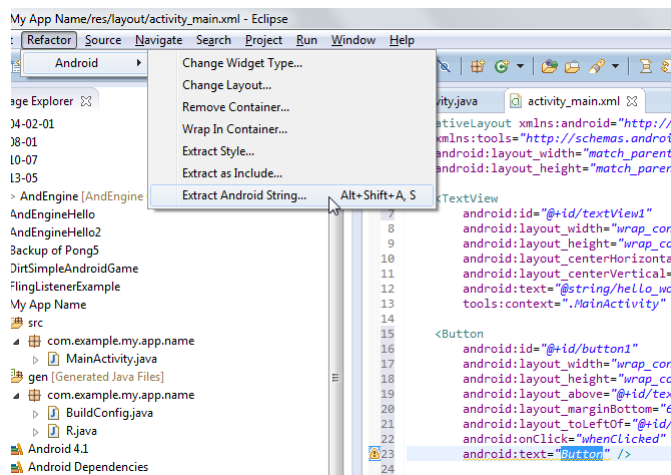 My App Name/res/layout/activity_main.xml - Eclipse
Refactor Source Navigate Search Project Run Window Help
Android
Change Widget Type...
Change Layout...
Remove Container...
Wrap In Container...
Extract Style...
Extract as Include...
Extract Android String... Alt+Shift+A, S
age Explorer
04-02-01
08-01
10-07
13-05
> AndEngine [AndEngine
AndEngineHello
AndEngineHello2
Backup of Pong5
DirtSimpleAndroidGame
FlingListenerExample
My App Name
src
com.example.my.app.name
MainActivity.java
gen [Generated Java Files]
com.example.my.app.name
BuildConfig.java
R.java
Android 4.1
Android Dependencies
vity.java activity_main.xml
ativeLayout xmlns:android="http:/
xmlns:tools="http://schemas.androi
android:layout_width="match_parent
android:layout_height="match_paren
<TextView
7 android:id="@+id/textView1"
8 android:layout_width="wrap_con
9 android:layout_height="wrap_co
10 android:layout_centerHorizonta
11 android:layout_centerVertical=
12 android:text="@string/hello_wo
13 tools:context=".MainActivity"
14
15 <Button
16 android:id="@+id/button1"
17 android:layout_width="wrap_con
18 android:layout_height="wrap_co
19 android:layout_above="@+id/tex
20 android:layout_marginBottom="6
21 android:layout_toLeftOf="@+id/
22 android:onClick="whenClicked"
23 android:text="Button" />
24